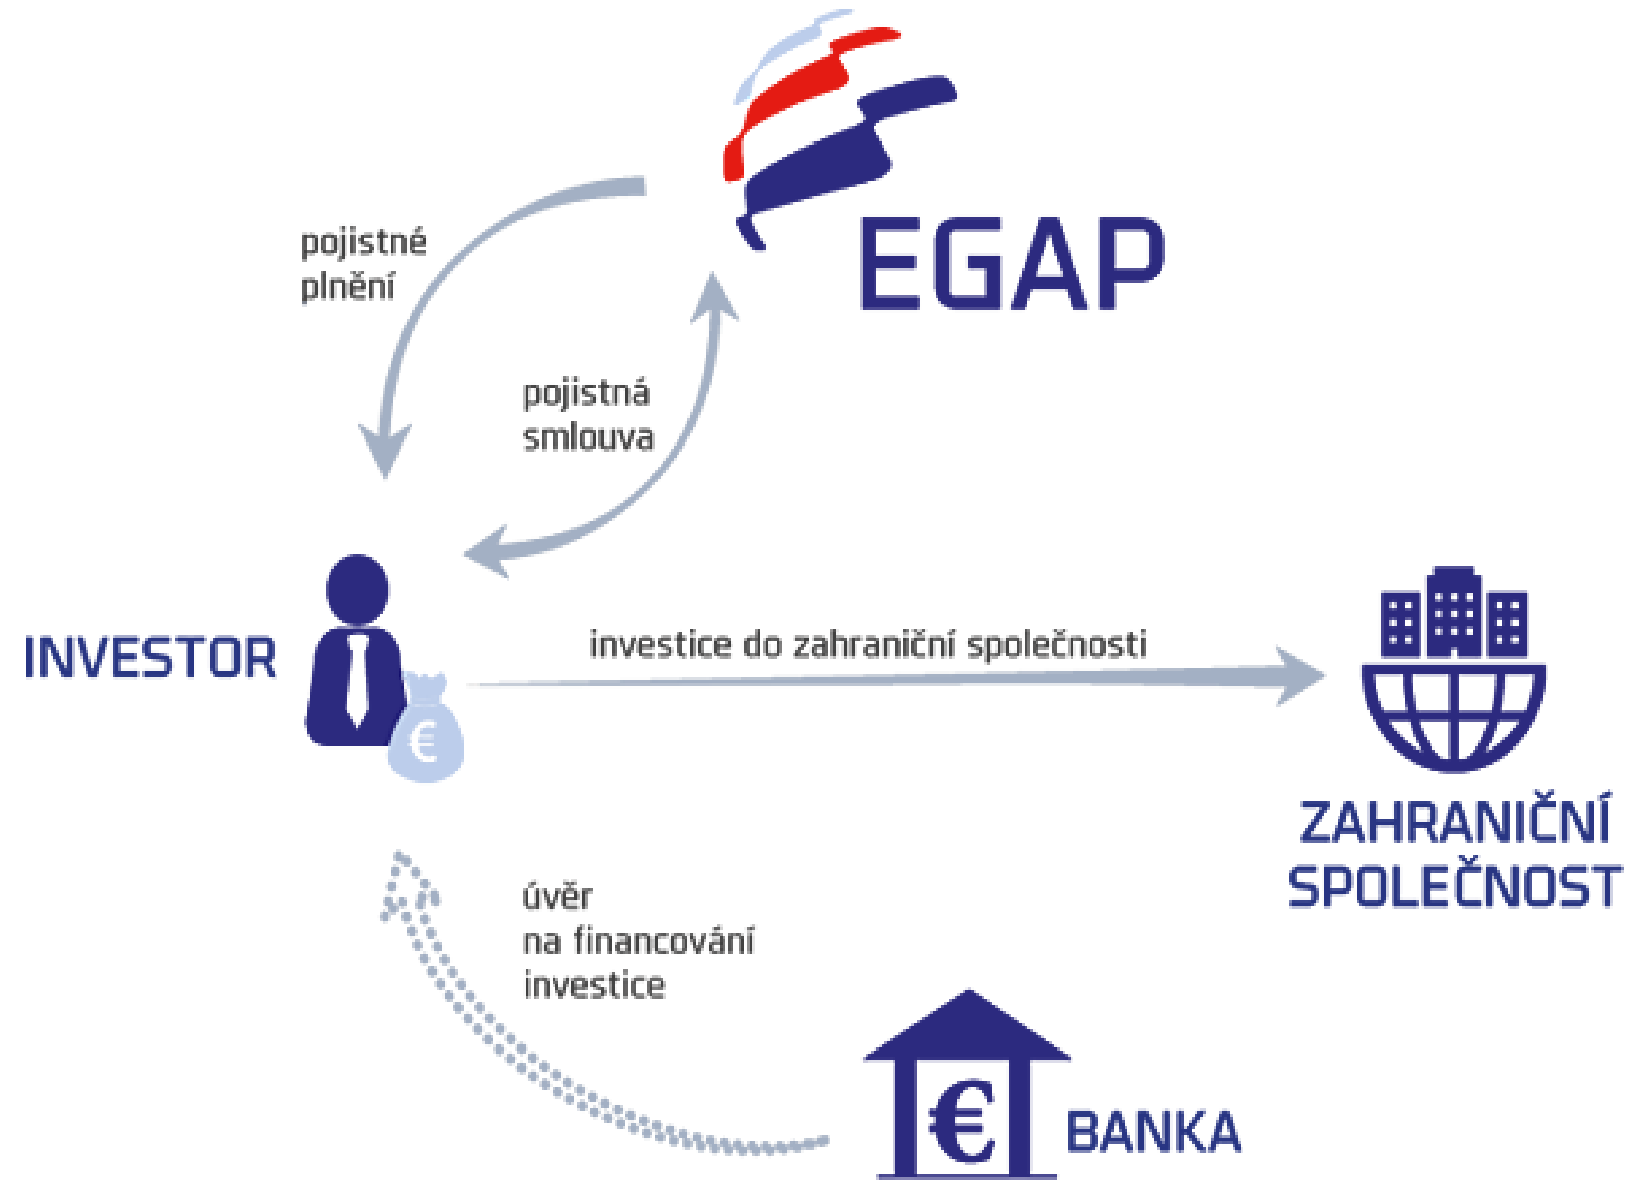 EGAP
pojistné
plnění
pojistná
smlouva
INVESTOR
investice do zahraniční společnosti
€
ZAHRANIČNÍ
SPOLEČNOST
úvěr
na financování
investice
€
BANKA